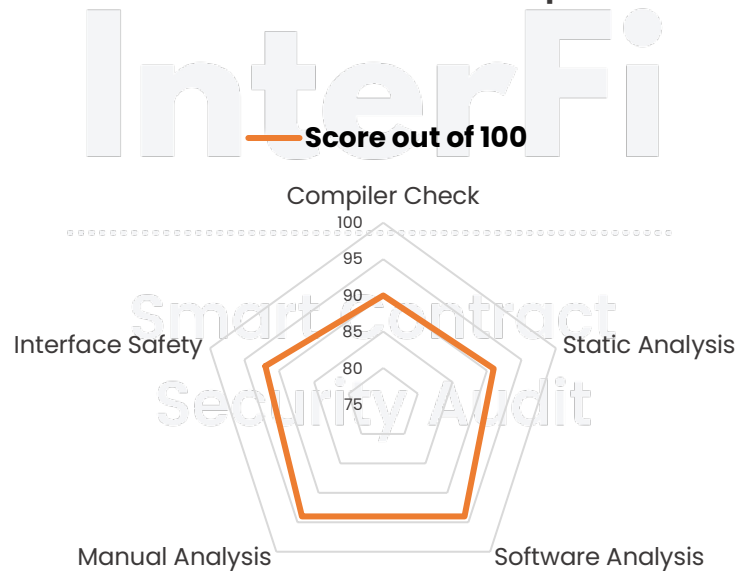 InterFi
Score out of 100
Compiler Check
100
95
Smart Contract
90
85
Interface Safety
Static Analysis
80
Security Audit
75
Manual Analysis
Software Analysis